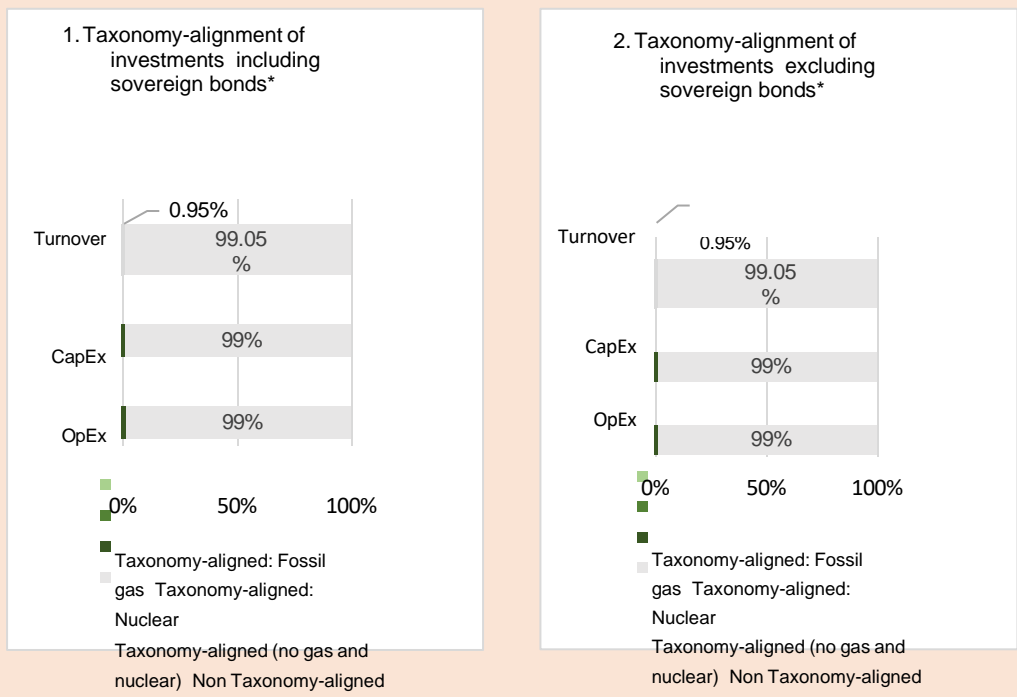 1. Taxonomy-alignment of
investments including
sovereign bonds*
0.95%
Turnover
99.05
%
CapEx
99%
OpEx
99%
0%
50%
100%
Taxonomy-aligned: Fossil
gas Taxonomy-aligned:
Nuclear
Taxonomy-aligned (no gas and
nuclear) Non Taxonomy-aligned
2. Taxonomy-alignment of
investments excluding
sovereign bonds*
Turnover
0.95%
99.05
%
CapEx
99%
OpEx
99%
0%
50%
100%
Taxonomy-aligned: Fossil
gas Taxonomy-aligned:
Nuclear
Taxonomy-aligned (no gas and
nuclear) Non Taxonomy-aligned